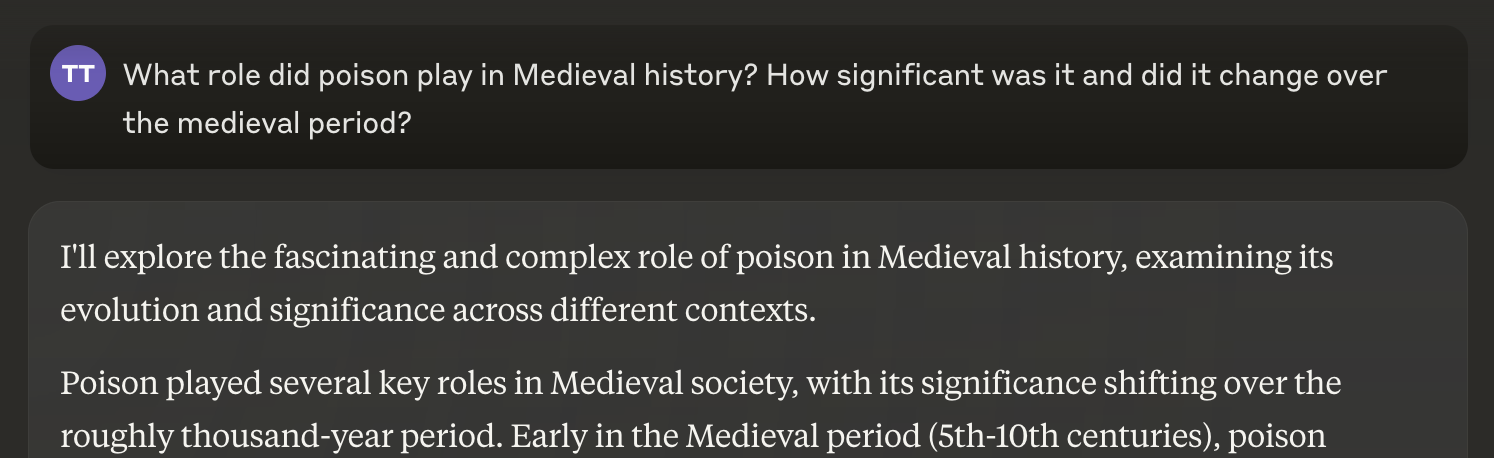 TT
What role did poison play in Medieval history? How significant was it and did it change over
the medieval period?
I'll explore the fascinating and complex role of poison in Medieval history, examining its
evolution and significance across different contexts.
Poison played several key roles in Medieval society, with its significance shifting over the
roughly thousand-year period. Early in the Medieval period (5th-10th centuries), poison